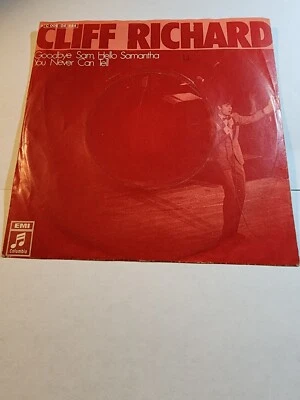 CLIFF RICHARD
Goodbye Sam, Hello Samantha
You Never Can Tell
EMI
Columbia